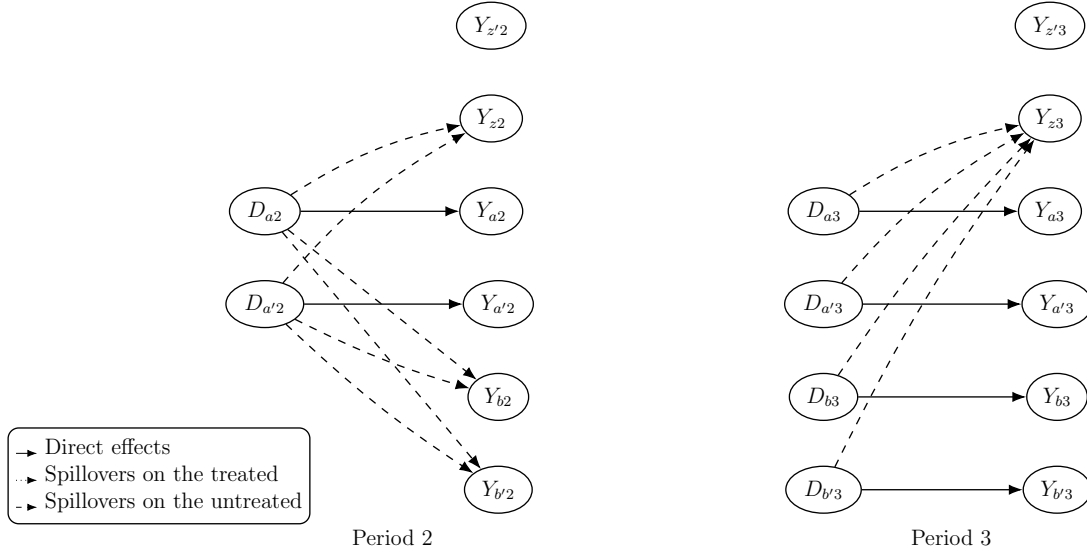 Y_{z'2}
Y_{z'3}
Y_{z2}
Y_{z3}
D_{a2}
Y_{a2}
D_{a3}
Y_{a3}
D_{a'2}
Y_{a'2}
D_{a'3}
Y_{a'3}
Y_{b2}
D_{b3}
Y_{b3}
Y_{b'2}
D_{b'3}
Y_{b'3}
Direct effects
Spillovers on the treated
Spillovers on the untreated
Period 2
Period 3